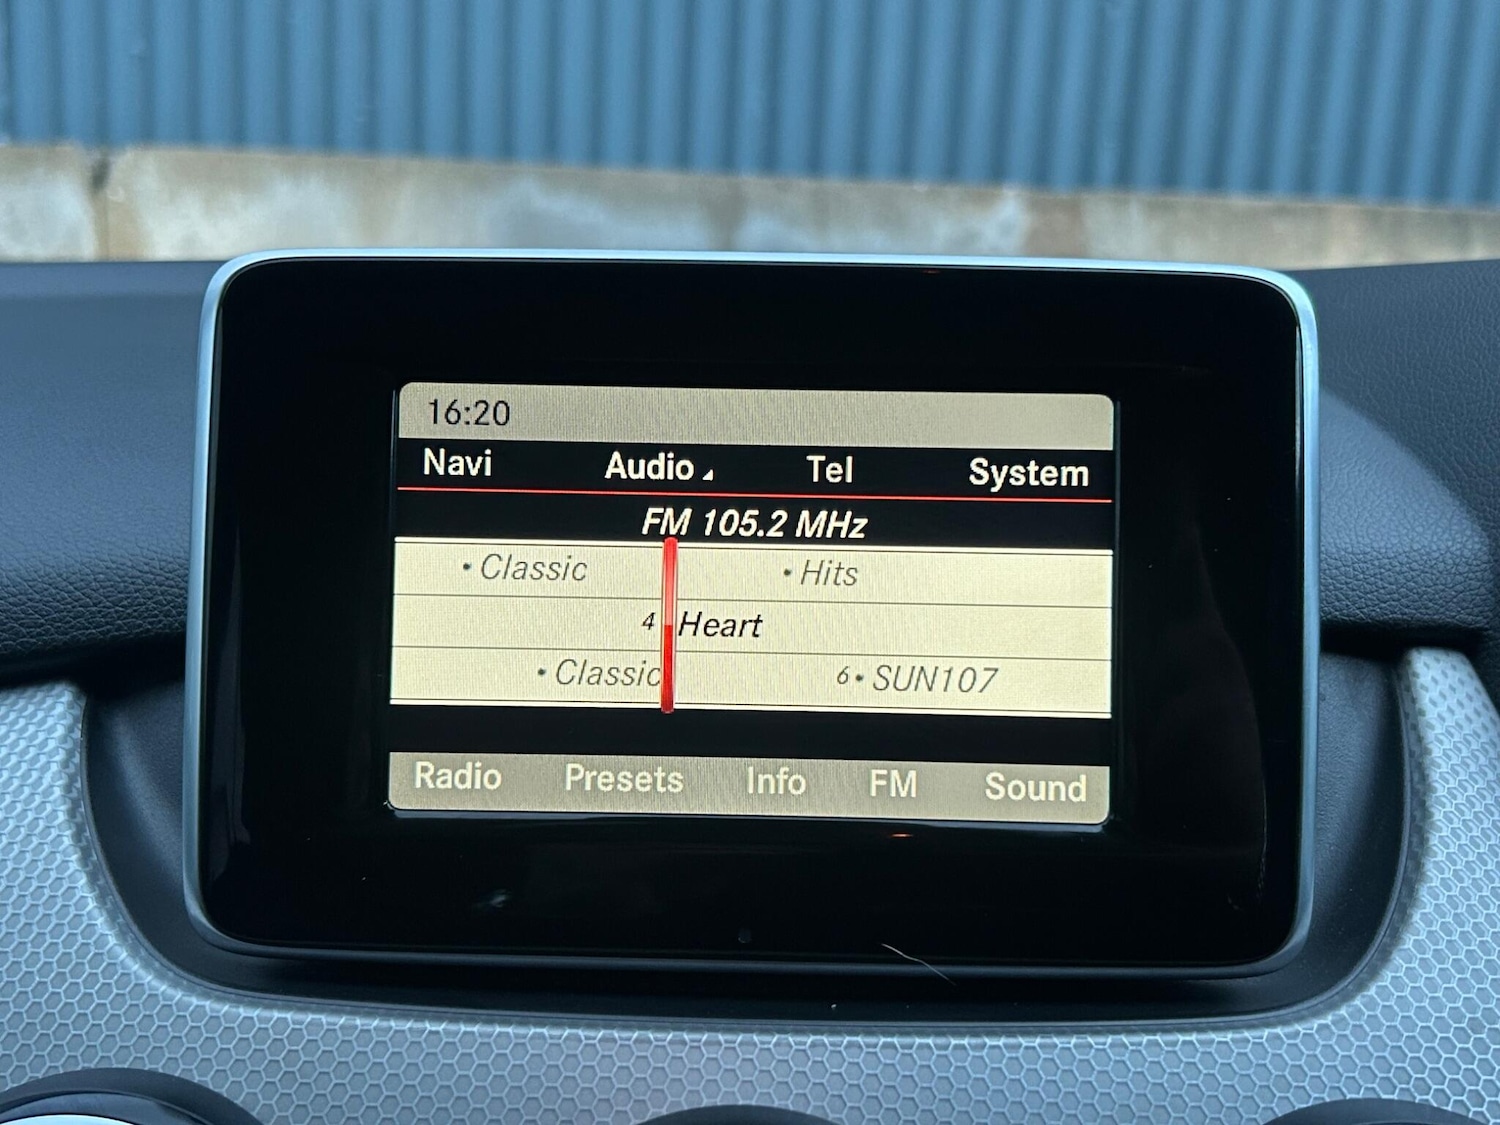 16:20
Navi Audio Tel System
FM 105.2 MHz
• Classic • Hits
4 Heart
• Classic 6• SUN107
Radio Presets Info FM Sound